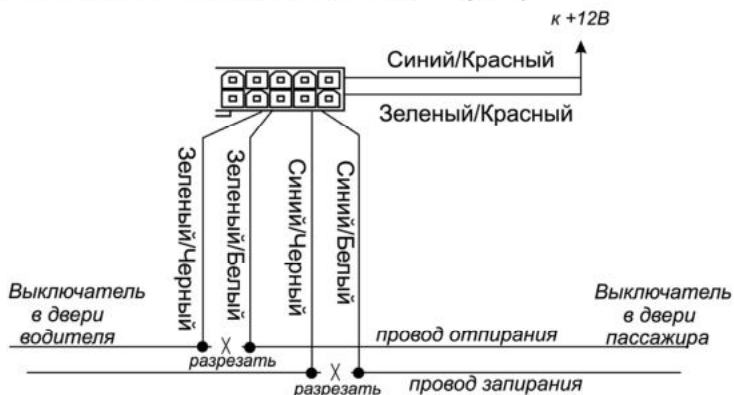 к +12В
Синий/Красный
Зеленый/Красный
Зеленый/Черный
Зеленый/Белый
Синий/Черный
Синий/Белый
Выключатель
в двери
водителя
Выключатель
в двери
пассажира
разрезать
провод отпирания
разрезать
провод запирания